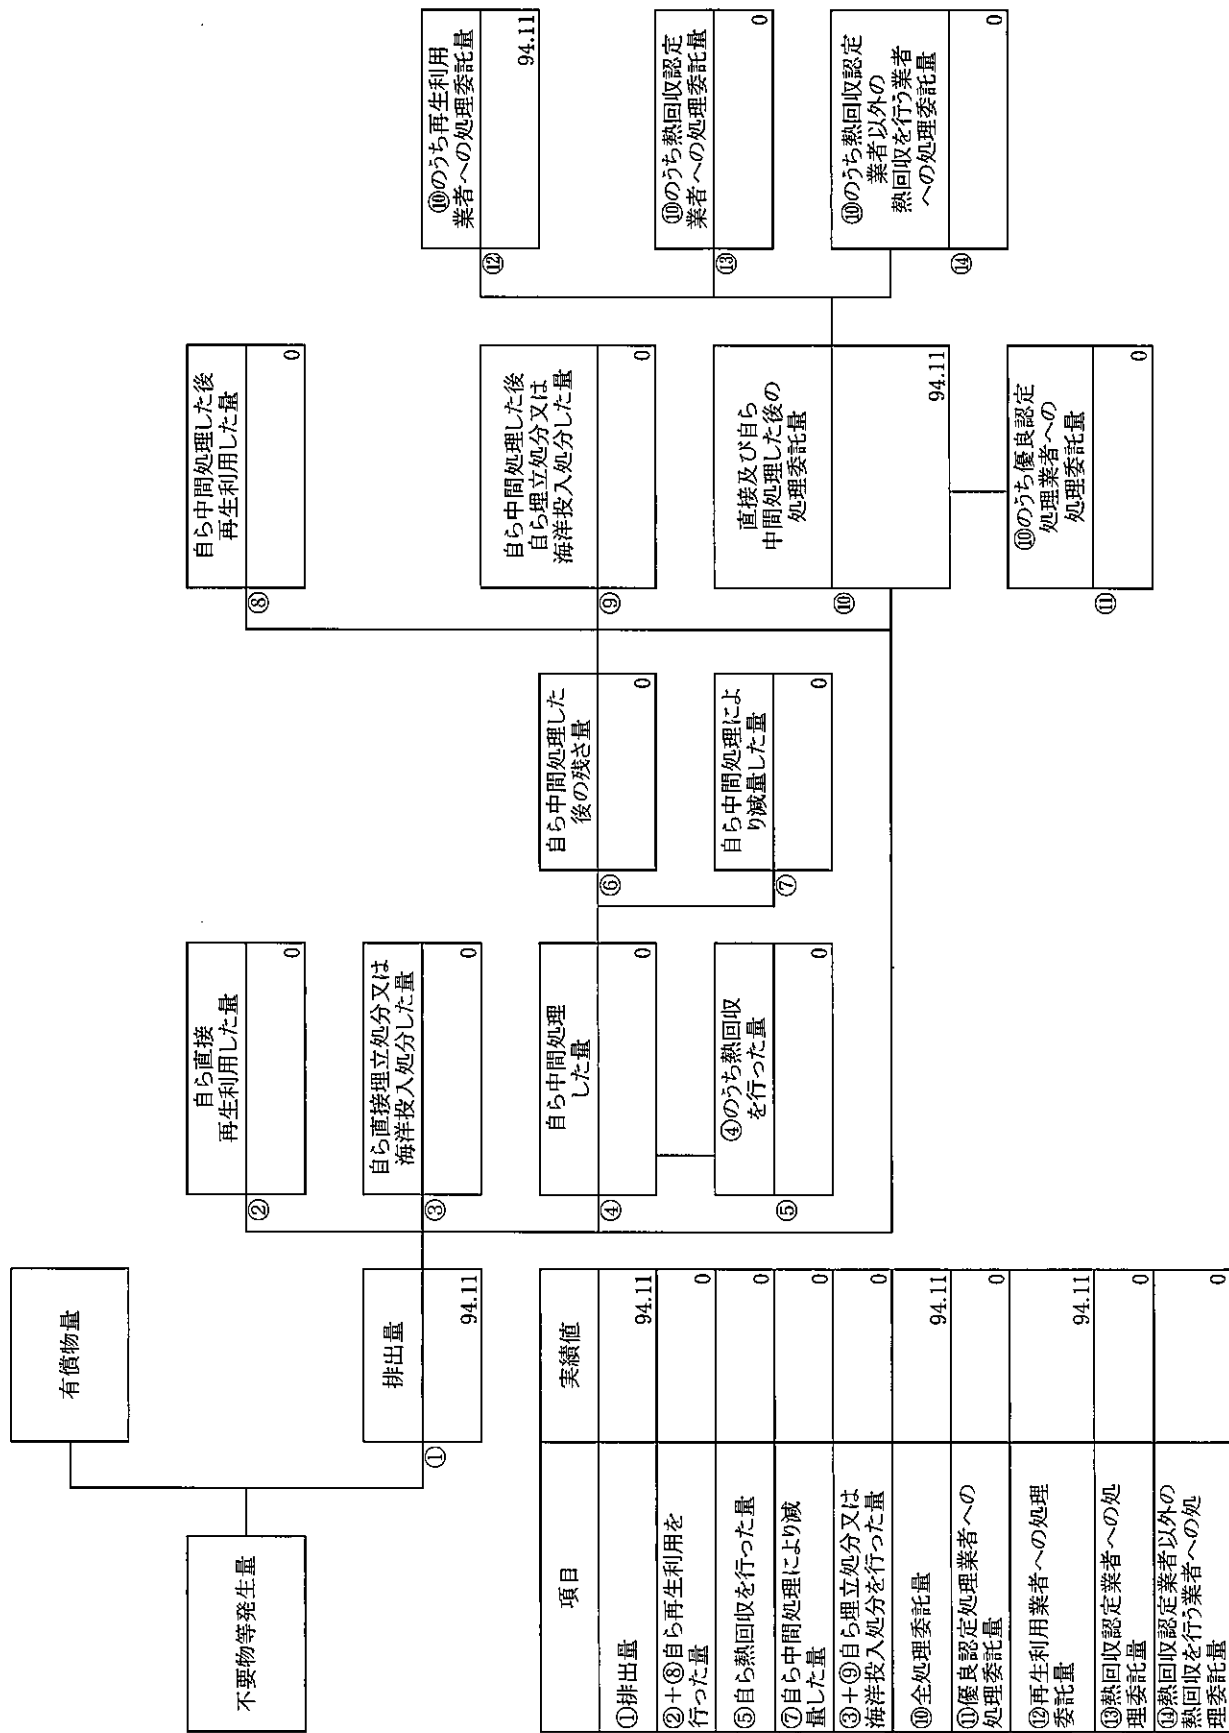 有償物量
不要物等発生量
①
排出量
94.11
②
自ら直接
再生利用した量
0
③
自ら直接埋立処分又は
海洋投入処分した量
0
④
自ら中間処理
した量
0
⑤
④のうち熱回収
を行った量
0
⑥
自ら中間処理した
後の残さ量
0
⑦
自ら中間処理によ
り減量した量
0
⑧
自ら中間処理した後
再生利用した量
0
⑨
自ら中間処理した後
自ら埋立処分又は
海洋投入処分した量
0
⑩
直接及び自ら
中間処理した後の
処理委託量
94.11
⑪
⑩のうち優良認定
処理業者への
処理委託量
0
⑫
⑩のうち再生利用
業者への処理委託量
94.11
⑬
⑩のうち熱回収認定
業者への処理委託量
0
⑭
⑩のうち熱回収認定
業者以外の
熱回収を行う業者
への処理委託量
0
項目 実績値
①排出量 94.11
②+⑧自ら再生利用を
行った量 0
⑤自ら熱回収を行った量 0
⑦自ら中間処理により減
量した量 0
③+⑨自ら埋立処分又は
海洋投入処分を行った量 0
⑩全処理委託量 94.11
⑪優良認定処理業者への
処理委託量 0
⑫再生利用業者への処理
委託量 94.11
⑬熱回収認定業者への処
理委託量 0
⑭熱回収認定業者以外の
熱回収を行う業者への処
理委託量 0